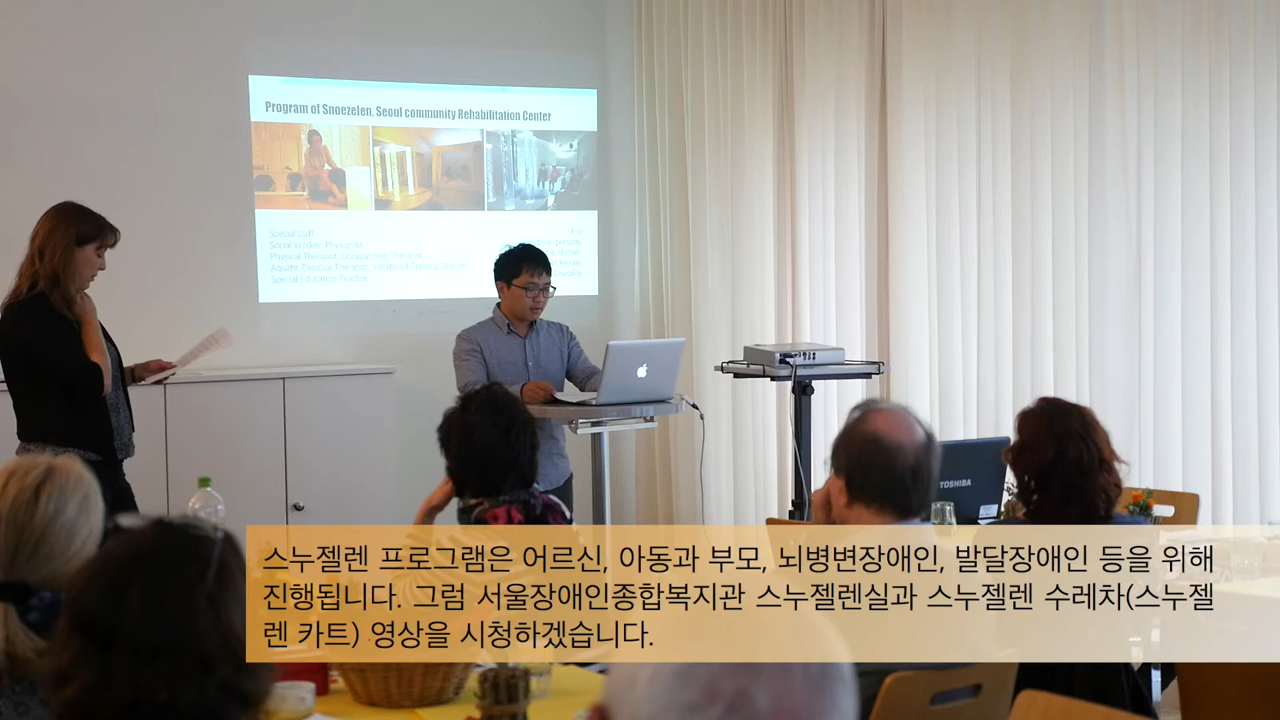 Program of Snoezelen, Seoul community Rehabilitation Center
Special staff
Social Worker, Physiatrist,
Physical Therapist, Occupational Therapist,
Aquatic Exercise Therapist, Vocational Training Teacher,
Special Education Teacher
TOSHIBA
스누젤렌 프로그램은 어르신, 아동과 부모, 뇌병변장애인, 발달장애인 등을 위해
진행됩니다. 그럼 서울장애인종합복지관 스누젤렌실과 스누젤렌 수레차(스누젤
렌 카트) 영상을 시청하겠습니다.